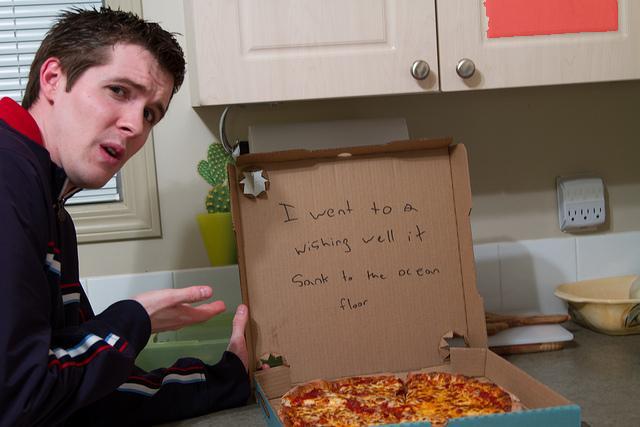 I went to a
wishing well it
Sank to the ocean
floor